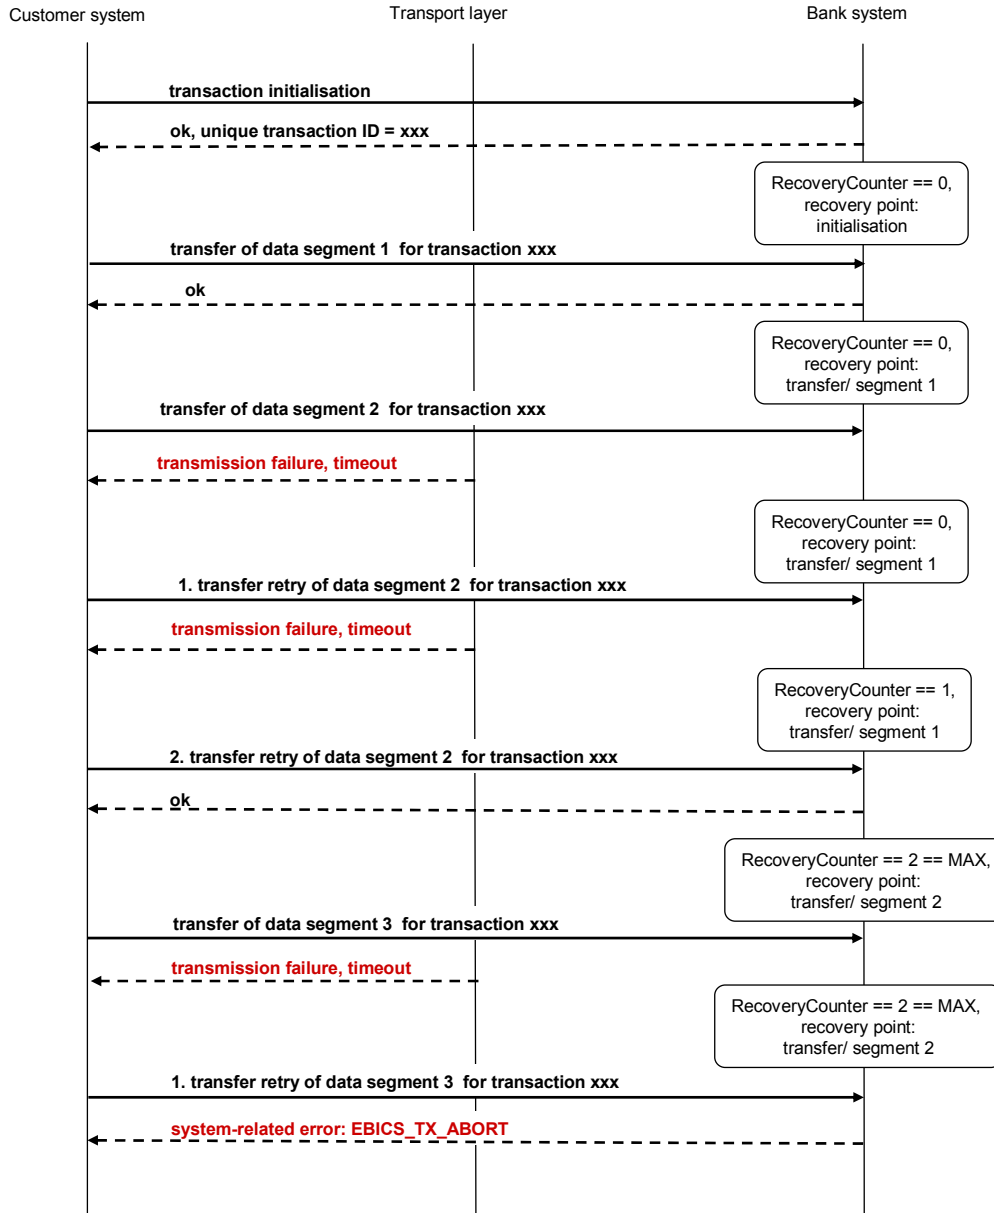 Customer system
Transport layer
Bank system
transaction initialisation
ok, unique transaction ID = xxx
RecoveryCounter == 0,
recovery point:
initialisation
transfer of data segment 1 for transaction xxx
ok
RecoveryCounter == 0,
recovery point:
transfer/ segment 1
transfer of data segment 2 for transaction xxx
transmission failure, timeout
RecoveryCounter == 0,
recovery point:
transfer/ segment 1
1. transfer retry of data segment 2 for transaction xxx
transmission failure, timeout
RecoveryCounter == 1,
recovery point:
transfer/ segment 1
2. transfer retry of data segment 2 for transaction xxx
ok
RecoveryCounter == 2 == MAX,
recovery point:
transfer/ segment 2
transfer of data segment 3 for transaction xxx
transmission failure, timeout
RecoveryCounter == 2 == MAX,
recovery point:
transfer/ segment 2
1. transfer retry of data segment 3 for transaction xxx
system-related error: EBICS_TX_ABORT